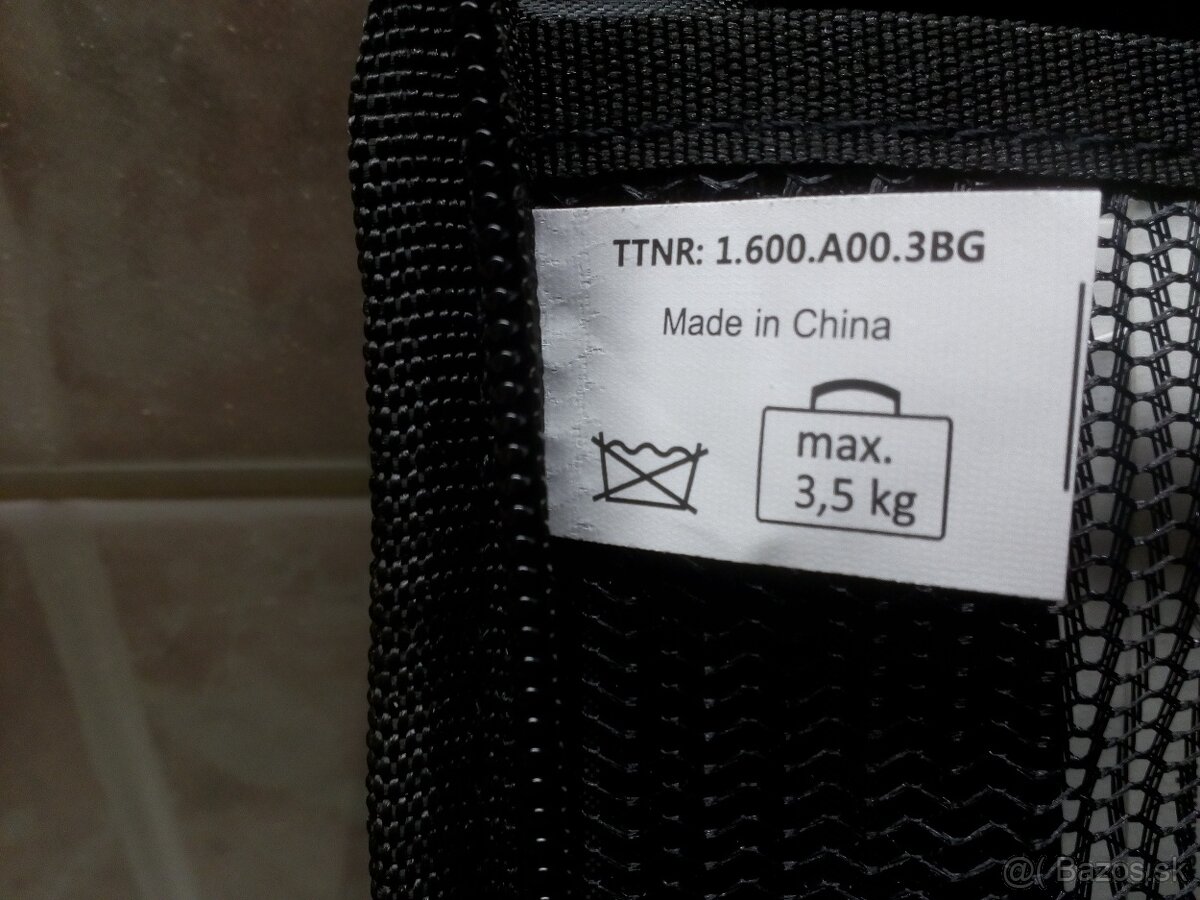 TTNR: 1.600.A00.3BG
Made in China
max.
3,5 kg
@( Bazos.sk